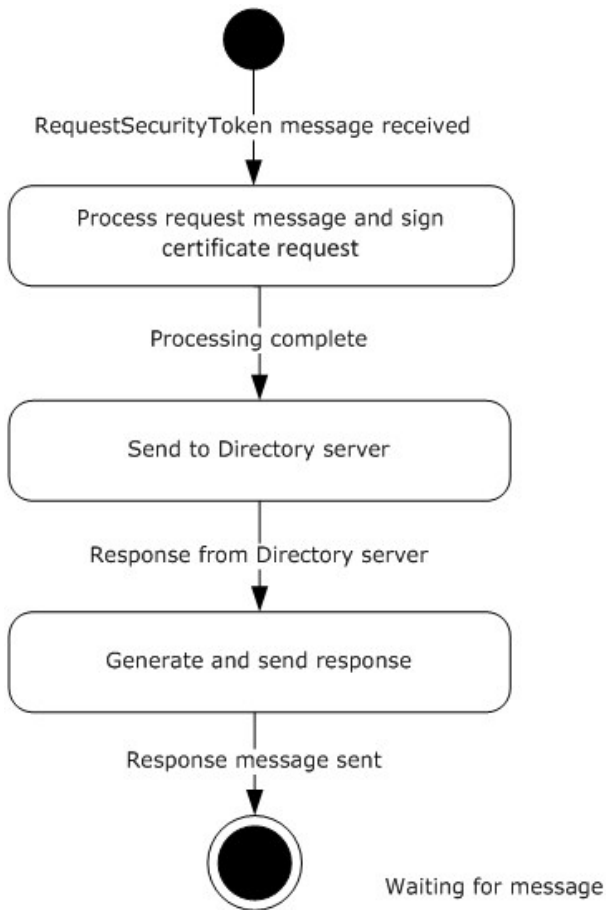 RequestSecurityToken message received
Process request message and sign
certificate request
Processing complete
Send to Directory server
Response from Directory server
Generate and send response
Response message sent
Waiting for message